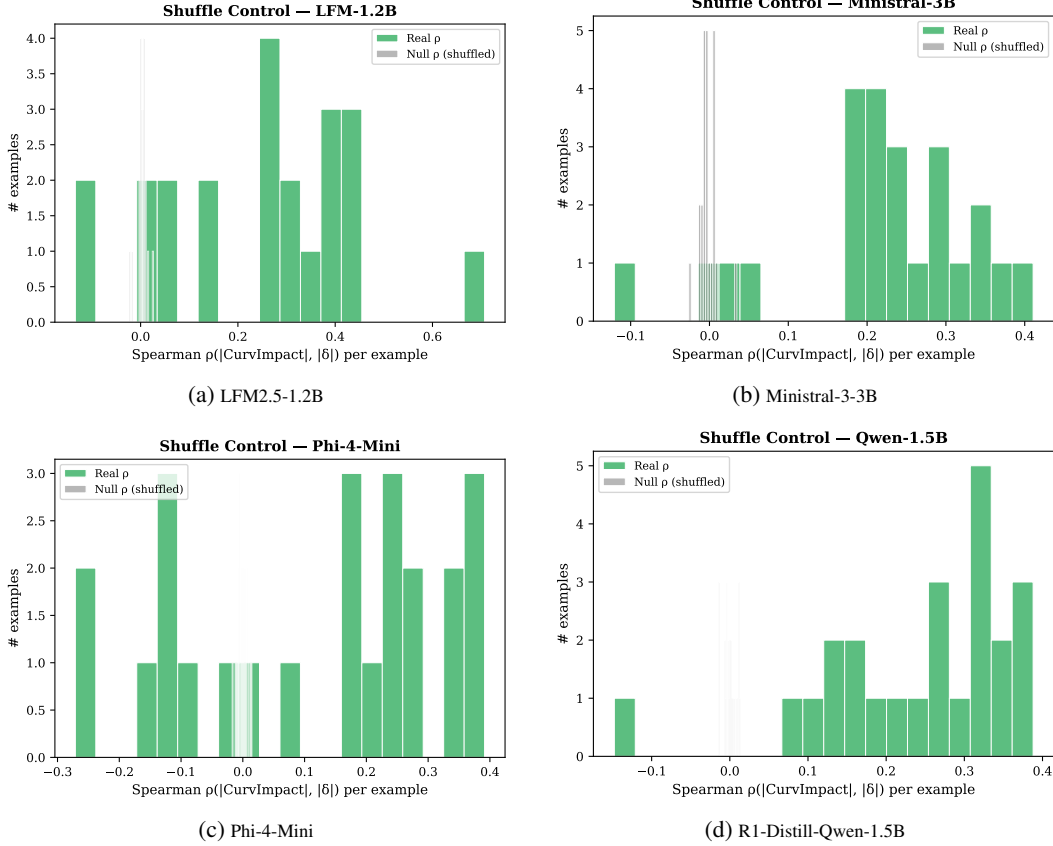 Shuffle Control — LFM-1.2B
4.0
3.5
3.0
2.5
2.0
1.5
1.0
0.5
0.0
# examples
Real ρ
Null ρ (shuffled)
0.0 0.2 0.4 0.6
Spearman ρ(|CurvImpact|, |δ|) per example
(a) LFM2.5-1.2B
Shuffle Control — Ministral-3B
5
4
3
2
1
0
# examples
Real ρ
Null ρ (shuffled)
−0.1 0.0 0.1 0.2 0.3 0.4
Spearman ρ(|CurvImpact|, |δ|) per example
(b) Ministral-3-3B
Shuffle Control — Phi-4-Mini
3.0
2.5
2.0
1.5
1.0
0.5
0.0
# examples
Real ρ
Null ρ (shuffled)
−0.3 −0.2 −0.1 0.0 0.1 0.2 0.3 0.4
Spearman ρ(|CurvImpact|, |δ|) per example
(c) Phi-4-Mini
Shuffle Control — Qwen-1.5B
5
4
3
2
1
0
# examples
Real ρ
Null ρ (shuffled)
−0.1 0.0 0.1 0.2 0.3 0.4
Spearman ρ(|CurvImpact|, |δ|) per example
(d) R1-Distill-Qwen-1.5B